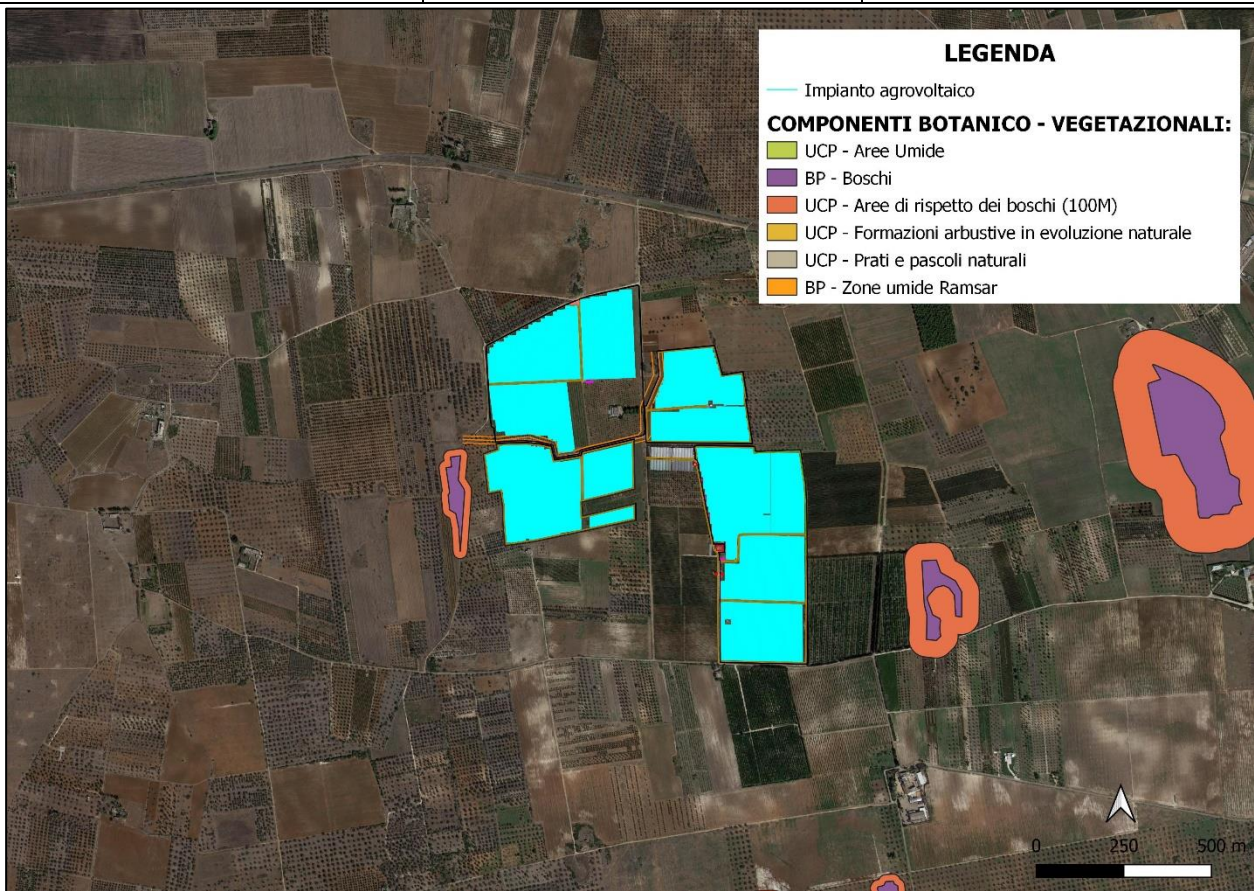 LEGENDA
Impianto agrovoltaico
COMPONENTI BOTANICO - VEGETAZIONALI:
UCP - Aree Umide
BP - Boschi
UCP - Aree di rispetto dei boschi (100M)
UCP - Formazioni arbustive in evoluzione naturale
UCP - Prati e pascoli naturali
BP - Zone umide Ramsar
0 250 500 m